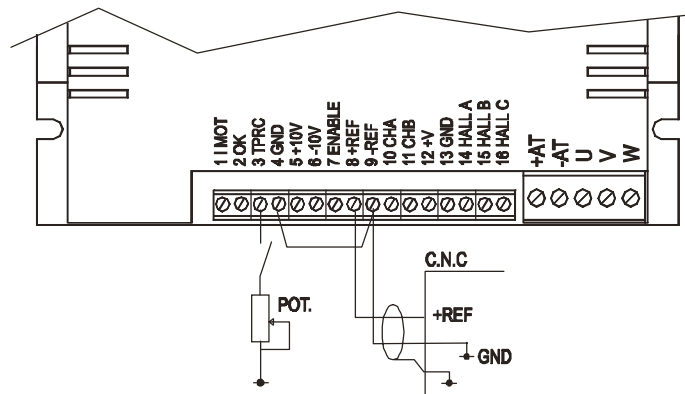 1 I MOT
2 OK
3 TPRC
4 GND
5 +10V
6 -10V
7 ENABLE
8 +REF
9 -REF
10 CHA
11 CHB
12 +V
13 GND
14 HALL A
15 HALL B
16 HALL C
+AT
-AT
U
V
W
C.N.C
POT.
+REF
GND